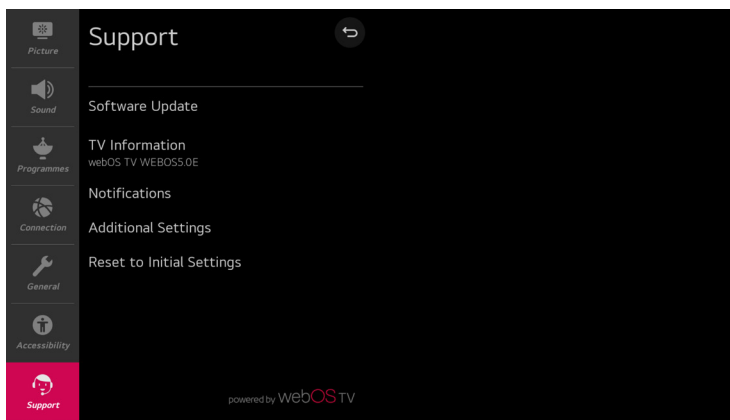 Picture
Sound
Programmes
Connection
General
Accessibility
Support
Support
Software Update
TV Information
webOS TV WEBOS5.0E
Notifications
Additional Settings
Reset to Initial Settings
powered by webOS TV